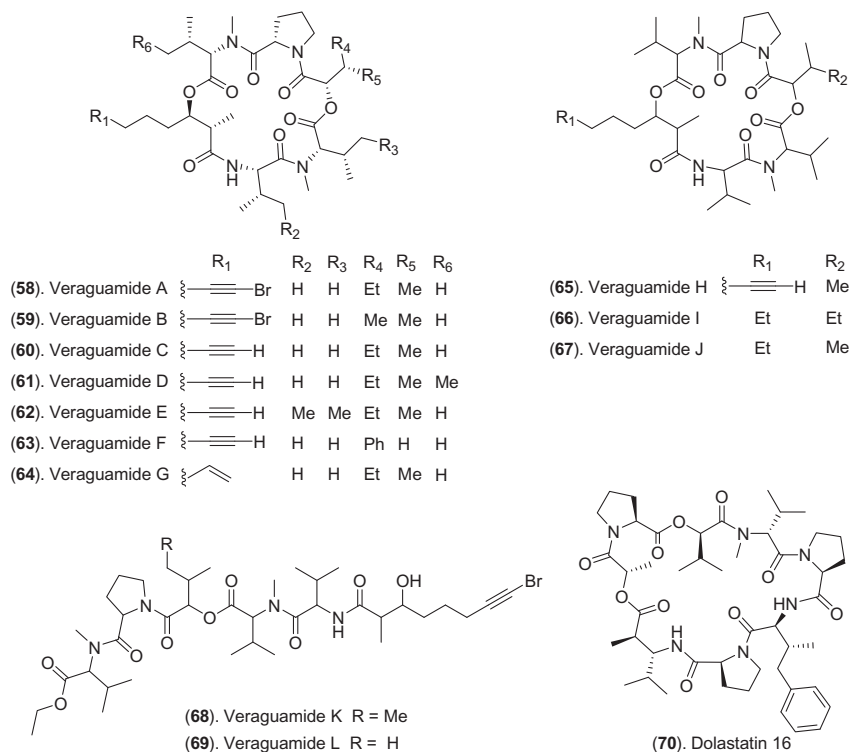 R6 N O N R4
O O R5
O O
R1 O
O HN O N R3
R2
N O N
O O R2
O O
R1 O
O HN O N
R1 R2 R3 R4 R5 R6
(58). Veraguamide A Br H H Et Me H
(59). Veraguamide B Br H H Me Me H
(60). Veraguamide C H H H Et Me H
(61). Veraguamide D H H H Et Me Me
(62). Veraguamide E H Me Me Et Me H
(63). Veraguamide F H H H Ph H H
(64). Veraguamide G H H Et Me H
R1 R2
(65). Veraguamide H H Me
(66). Veraguamide I Et Et
(67). Veraguamide J Et Me
R
O O N O OH Br
N O O O N H
N O
O
O
(68). Veraguamide K R = Me
(69). Veraguamide L R = H
N O O N
O O O N
O O
O HN
O H N O N
O N
O
(70). Dolastatin 16